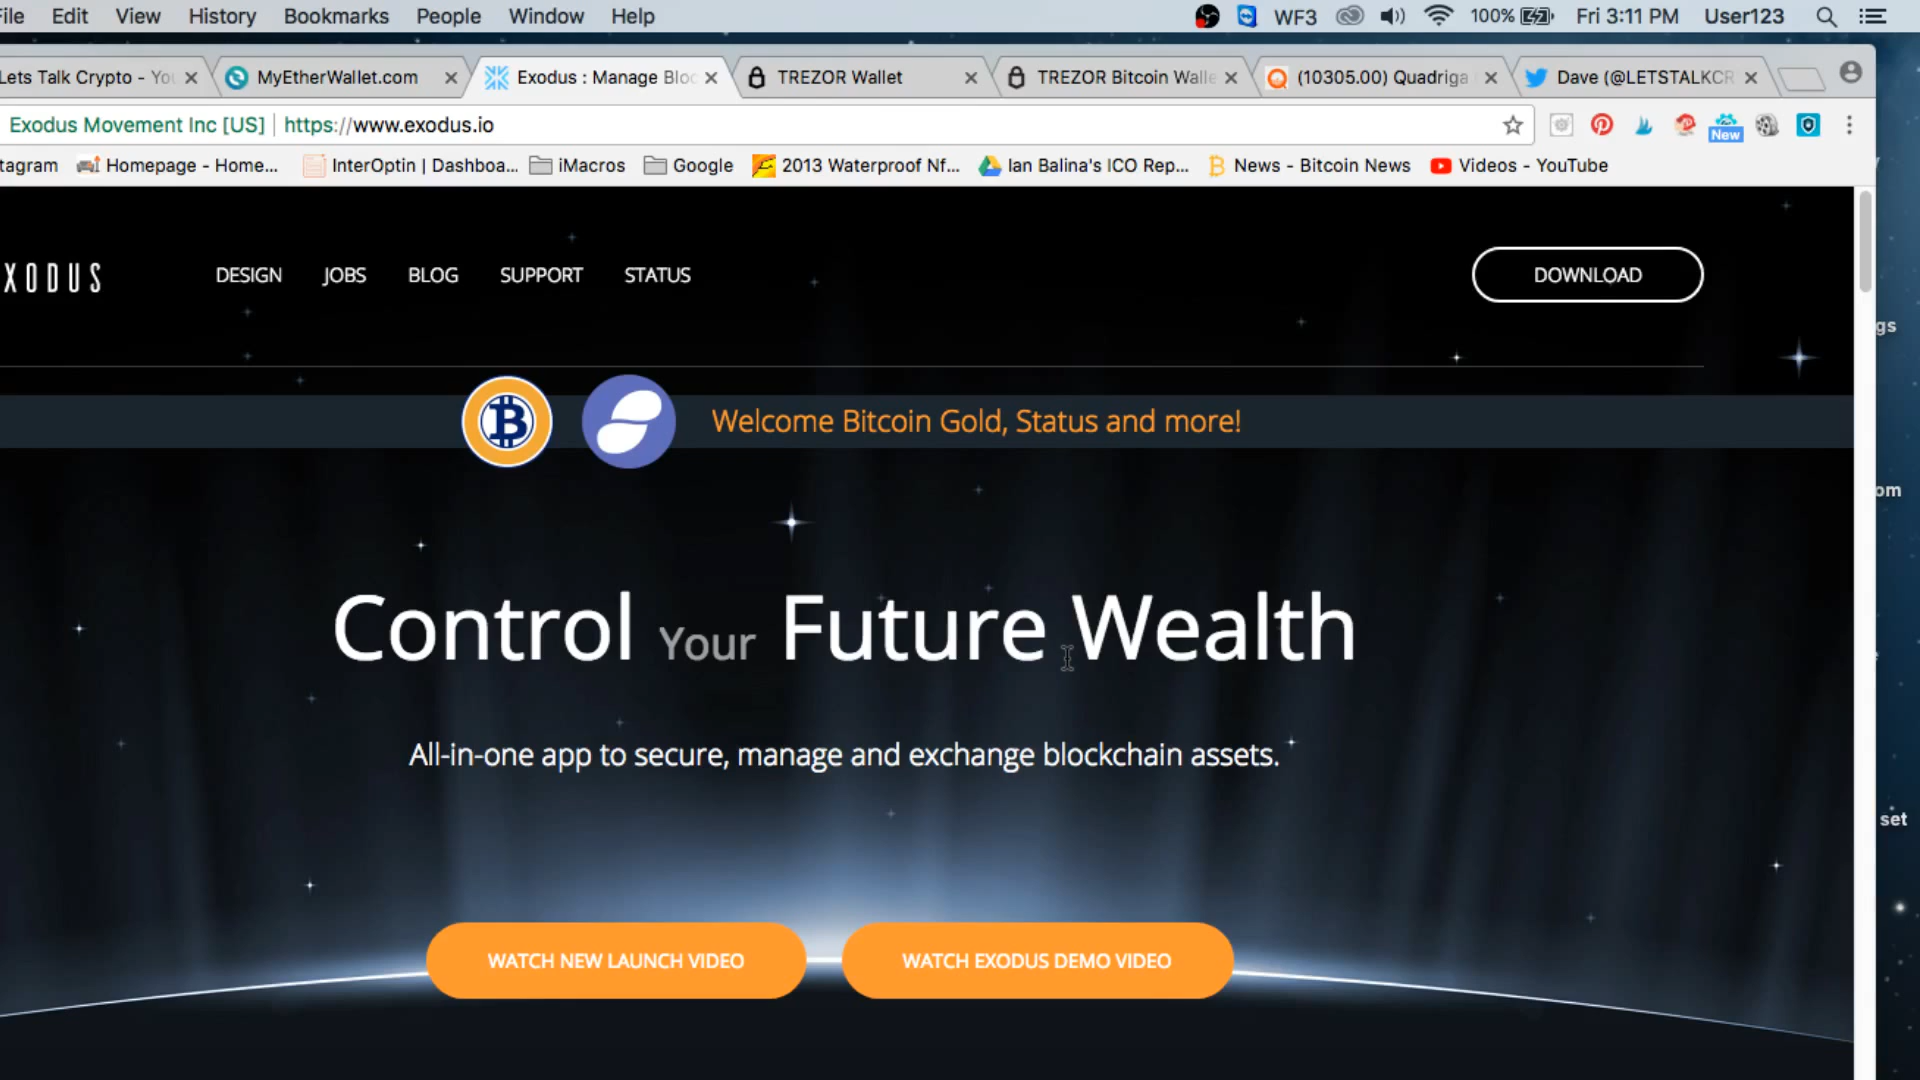 File Edit View History Bookmarks People Window Help WF3 100% Fri 3:11 PM User123
Lets Talk Crypto - You MyEtherWallet.com Exodus : Manage Bloc TREZOR Wallet TREZOR Bitcoin Walle (10305.00) Quadriga Dave (@LETSTALKCR
Exodus Movement Inc [US] https://www.exodus.io New
tagram Homepage - Home... InterOptin | Dashboa... iMacros Google 2013 Waterproof Nf... Ian Balina's ICO Rep... News - Bitcoin News Videos - YouTube
XODUS DESIGN JOBS BLOG SUPPORT STATUS DOWNLOAD
gs
Welcome Bitcoin Gold, Status and more!
om
Control Your Future Wealth
All-in-one app to secure, manage and exchange blockchain assets.
set
WATCH NEW LAUNCH VIDEO WATCH EXODUS DEMO VIDEO